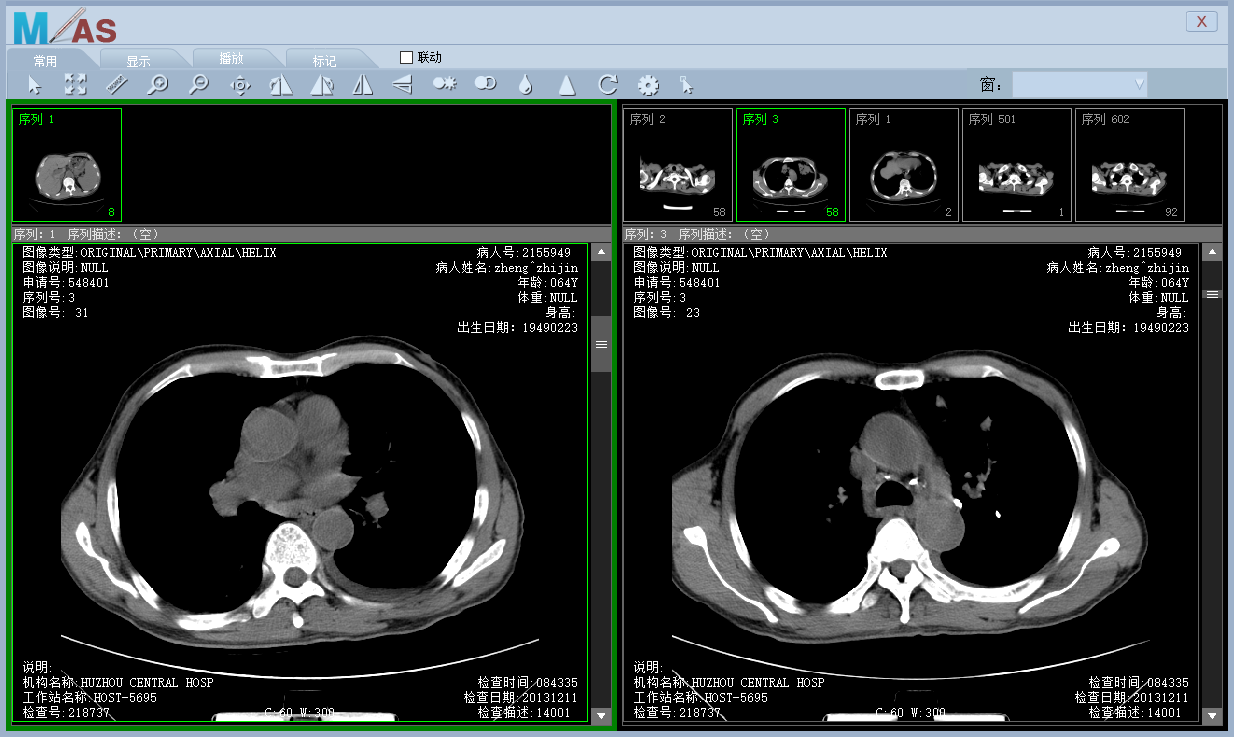 MIAS
X
常用 显示 播放 标记 联动
窗：
序列 1
8
序列 2
58
序列 3
58
序列 1
2
序列 501
1
序列 602
92
序列: 1 序列描述: （空）
图像类型:ORIGINAL\PRIMARY\AXIAL\HELIX
图像说明:NULL
申请号:548401
序列号:3
图像号: 31
病人号:2155949
病人姓名:zheng^zhijin
年龄:064Y
体重:NULL
身高:
出生日期: 19490223
说明:
机构名称:HUZHOU CENTRAL HOSP
工作站名称:HOST-5695
检查号:218737
C:60 W:300
检查时间:084335
检查日期:20131211
检查描述:14001
序列: 3 序列描述: （空）
图像类型:ORIGINAL\PRIMARY\AXIAL\HELIX
图像说明:NULL
申请号:548401
序列号:3
图像号: 23
病人号:2155949
病人姓名:zheng^zhijin
年龄:064Y
体重:NULL
身高:
出生日期: 19490223
说明:
机构名称:HUZHOU CENTRAL HOSP
工作站名称:HOST-5695
检查号:218737
C:60 W:300
检查时间:084335
检查日期:20131211
检查描述:14001